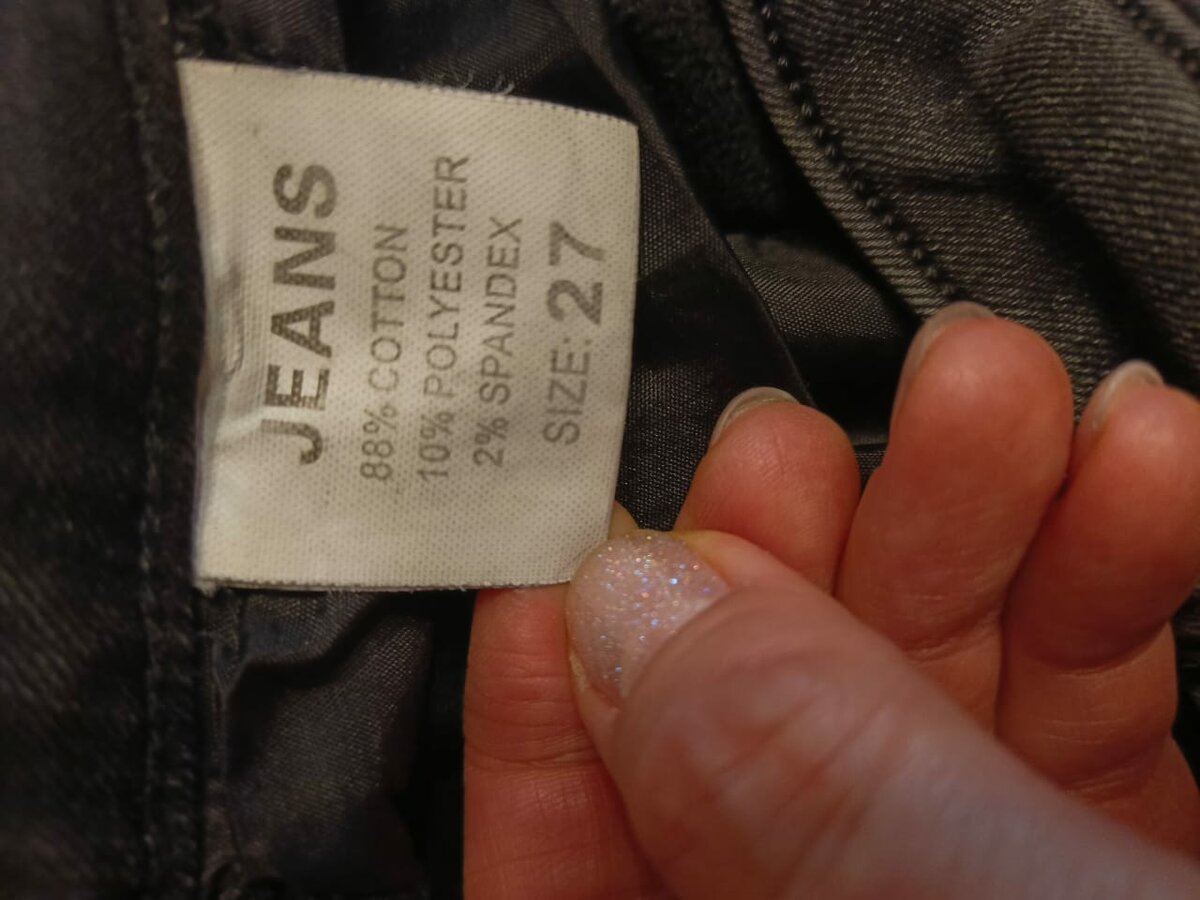 JEANS
88% COTTON
10% POLYESTER
2% SPANDEX
SIZE: 27